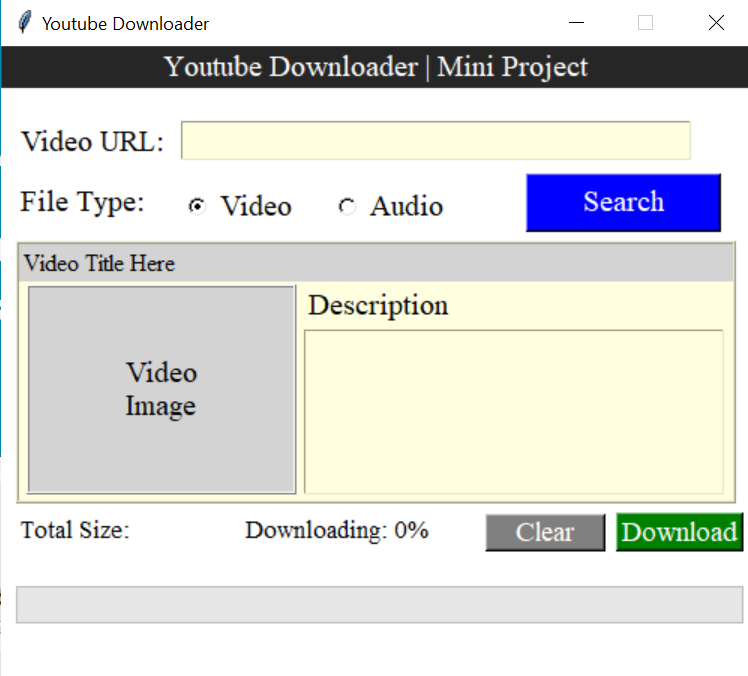 Youtube Downloader
Youtube Downloader | Mini Project
Video URL:
File Type:
Video
Audio
Search
Video Title Here
Video
Image
Description
Total Size:
Downloading: 0%
Clear
Download